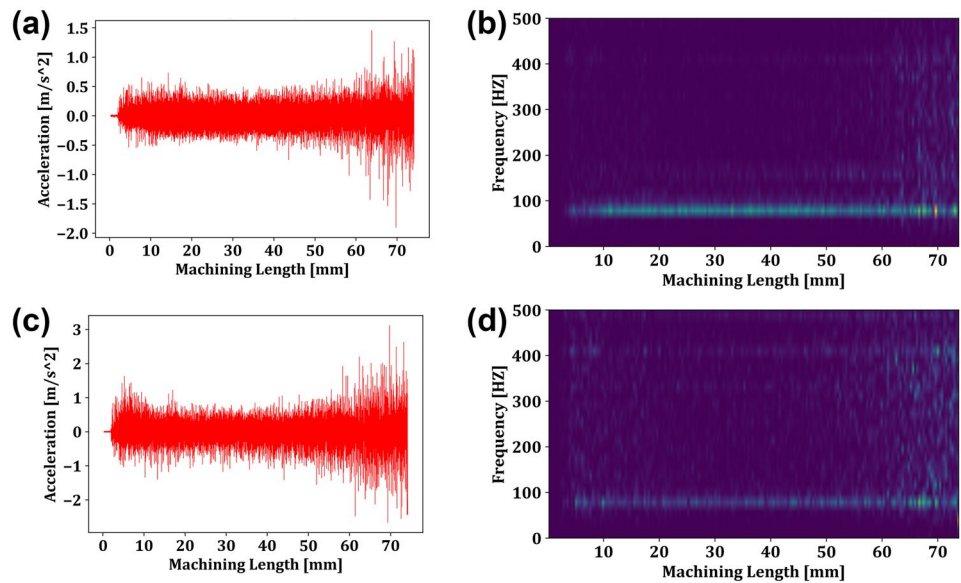 (a)
1.5
1.0
0.5
0.0
−0.5
−1.0
−1.5
−2.0
Acceleration [m/s^2]
0 10 20 30 40 50 60 70
Machining Length [mm]
(b)
500
400
300
200
100
0
Frequency [HZ]
10 20 30 40 50 60 70
Machining Length [mm]
(c)
3
2
1
0
−1
−2
Acceleration [m/s^2]
0 10 20 30 40 50 60 70
Machining Length [mm]
(d)
500
400
300
200
100
0
Frequency [HZ]
10 20 30 40 50 60 70
Machining Length [mm]